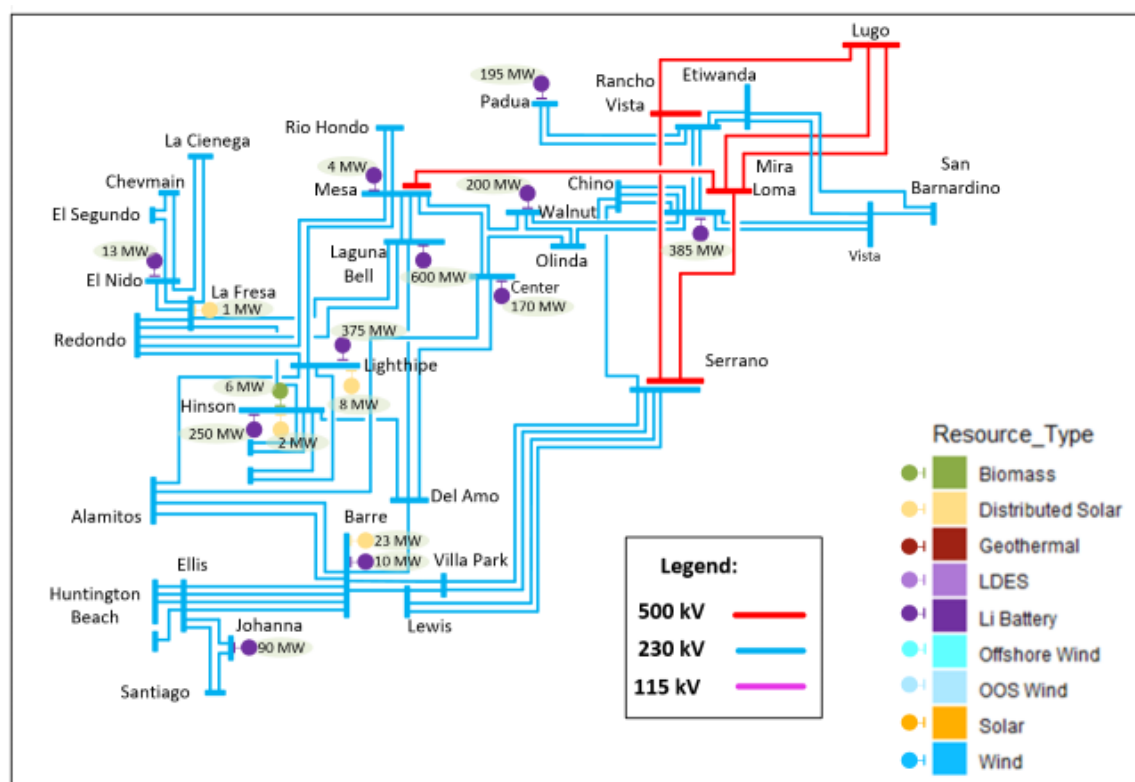 Lugo
195 MW
Rancho
Vista
Etiwanda
Padua
Rio Hondo
La Cienega
4 MW
Mesa
200 MW
Chino
Mira
Loma
San
Barnardino
Chevmain
El Segundo
Walnut
13 MW
Laguna
Bell
Olinda
385 MW
Vista
El Nido
600 MW
Center
170 MW
La Fresa
1 MW
Redondo
375 MW
Lighthipe
Serrano
6 MW
8 MW
Hinson
250 MW
2 MW
Alamitos
Del Amo
Barre
23 MW
10 MW
Villa Park
Ellis
Huntington
Beach
Lewis
Johanna
90 MW
Santiago
Legend:
500 kV
230 kV
115 kV
Resource_Type
Biomass
Distributed Solar
Geothermal
LDES
Li Battery
Offshore Wind
OOS Wind
Solar
Wind